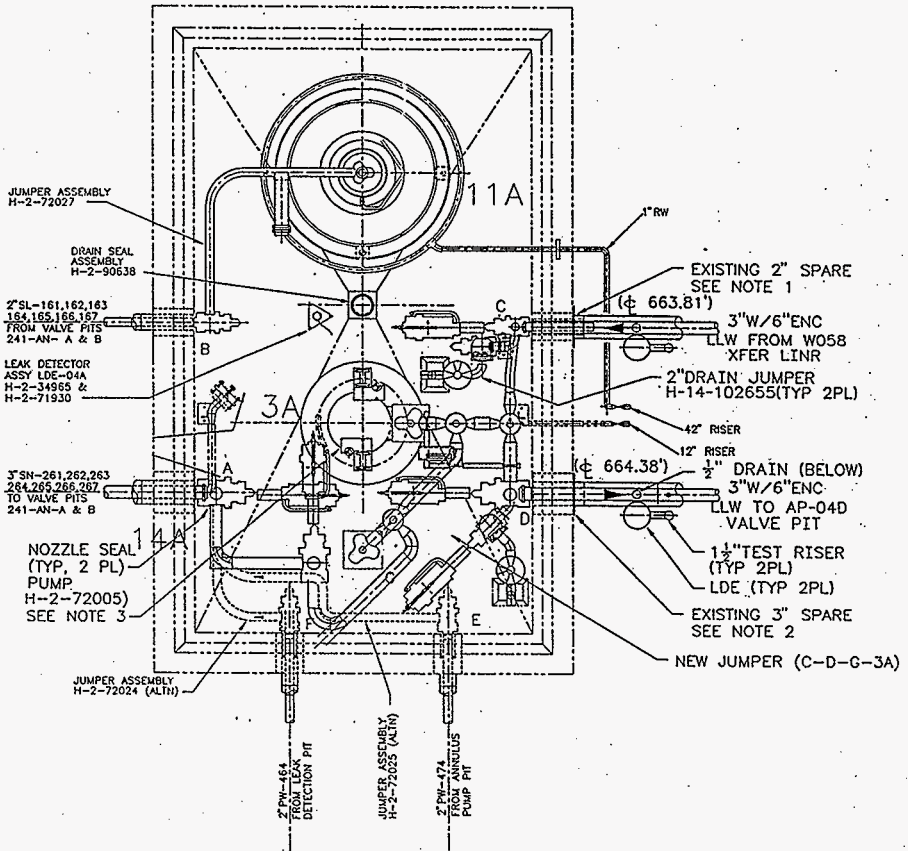 11A
JUMPER ASSEMBLY
H-2-72027
1"RW
DRAIN SEAL
ASSEMBLY
H-2-90638
EXISTING 2" SPARE
SEE NOTE 1
2"SL-161,162,163
164,165,166,167
FROM VALVE PITS
241-AN- A & B
B
C
(℄ 663.81')
3"W/6"ENC
LLW FROM W058
XFER LINR
LEAK DETECTOR
ASSY LDE-04A
H-2-34965 &
H-2-71930
2"DRAIN JUMPER
H-14-102655(TYP 2PL)
3A
42" RISER
12" RISER
3"SN-261,262,263
264,265,266,267
TO VALVE PITS
241-AN-A & B
A
(℄ 664.38')
½" DRAIN (BELOW)
3"W/6"ENC
LLW TO AP-04D
VALVE PIT
D
14A
NOZZLE SEAL
(TYP, 2 PL)
PUMP
H-2-72005)
SEE NOTE 3
1½"TEST RISER
(TYP 2PL)
LDE (TYP 2PL)
EXISTING 3" SPARE
SEE NOTE 2
F
E
NEW JUMPER (C-D-G-3A)
JUMPER ASSEMBLY
H-2-72024 (ALTN)
2"PW-464
FROM LEAK
DETECTION PIT
JUMPER ASSEMBLY
H-2-72025 (ALTN)
2"PW-474
FROM ANNULUS
PUMP PIT